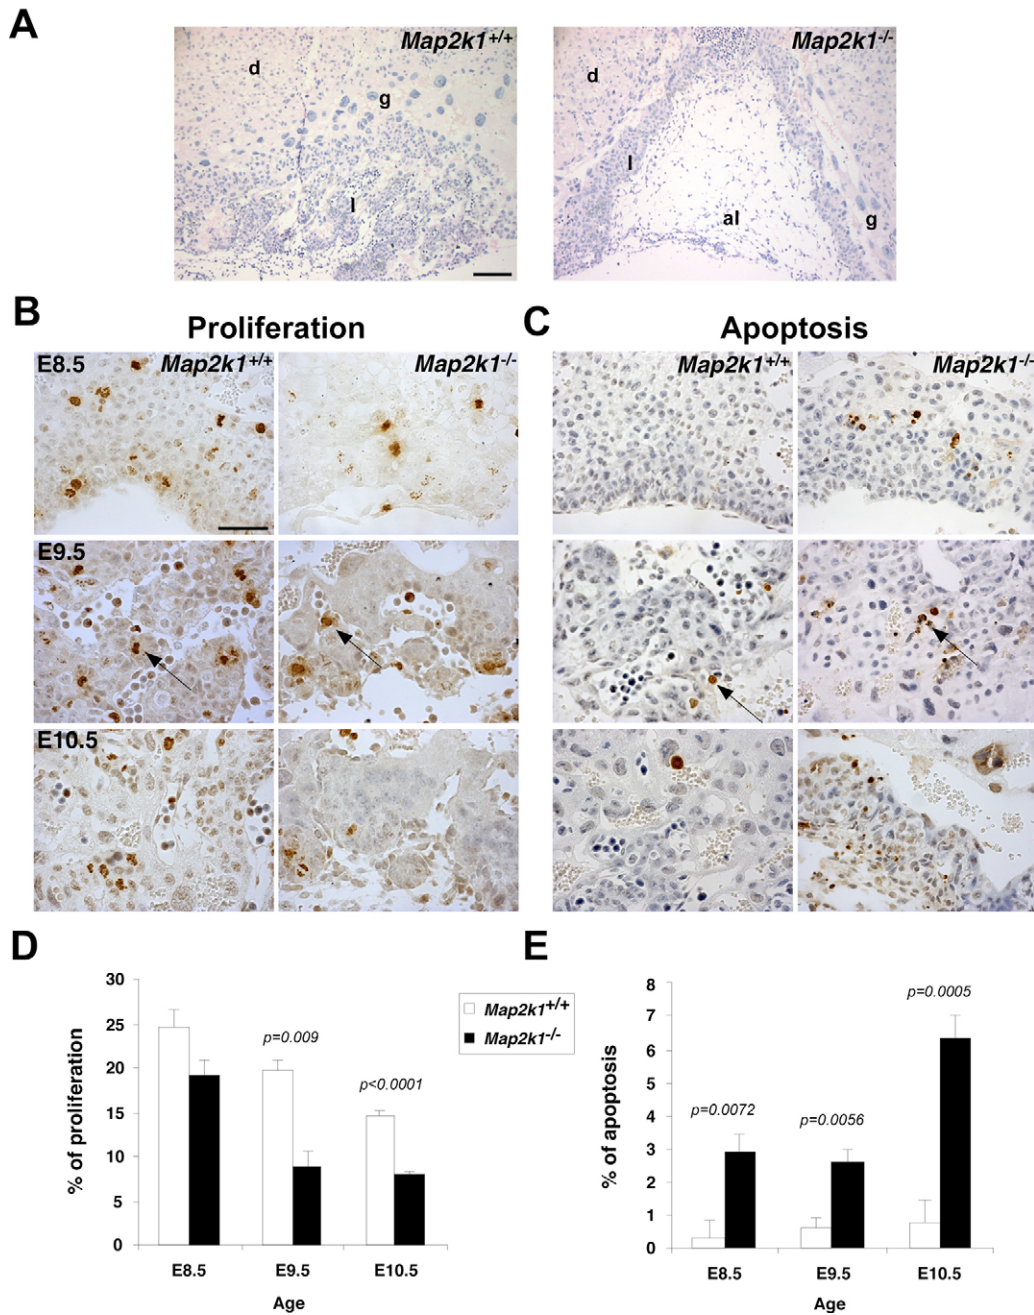 A
Map2k1+/+
Map2k1-/-
d
g
l
d
l
al
g
B
Proliferation
C
Apoptosis
E8.5
Map2k1+/+
Map2k1-/-
Map2k1+/+
Map2k1-/-
E9.5
E10.5
D
30
25
20
15
10
5
0
% of proliferation
p=0.009
p<0.0001
E8.5
E9.5
E10.5
Age
Map2k1+/+
Map2k1-/-
E
8
7
6
5
4
3
2
1
0
% of apoptosis
p=0.0072
p=0.0056
p=0.0005
E8.5
E9.5
E10.5
Age